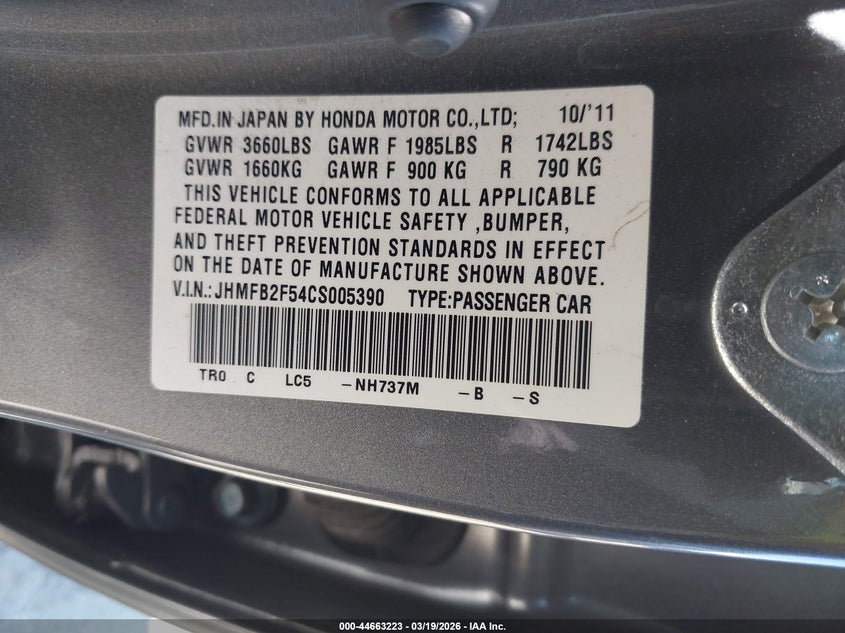 MFD.IN JAPAN BY HONDA MOTOR CO.,LTD; 10/'11
GVWR 3660LBS GAWR F 1985LBS R 1742LBS
GVWR 1660KG GAWR F 900 KG R 790 KG
THIS VEHICLE CONFORMS TO ALL APPLICABLE
FEDERAL MOTOR VEHICLE SAFETY ,BUMPER,
AND THEFT PREVENTION STANDARDS IN EFFECT
ON THE DATE OF MANUFACTURE SHOWN ABOVE.
V.I.N.:JHMFB2F54CS005390 TYPE:PASSENGER CAR
TR0 C LC5 -NH737M -B -S
000-44663223 - 03/19/2026 - IAA Inc.